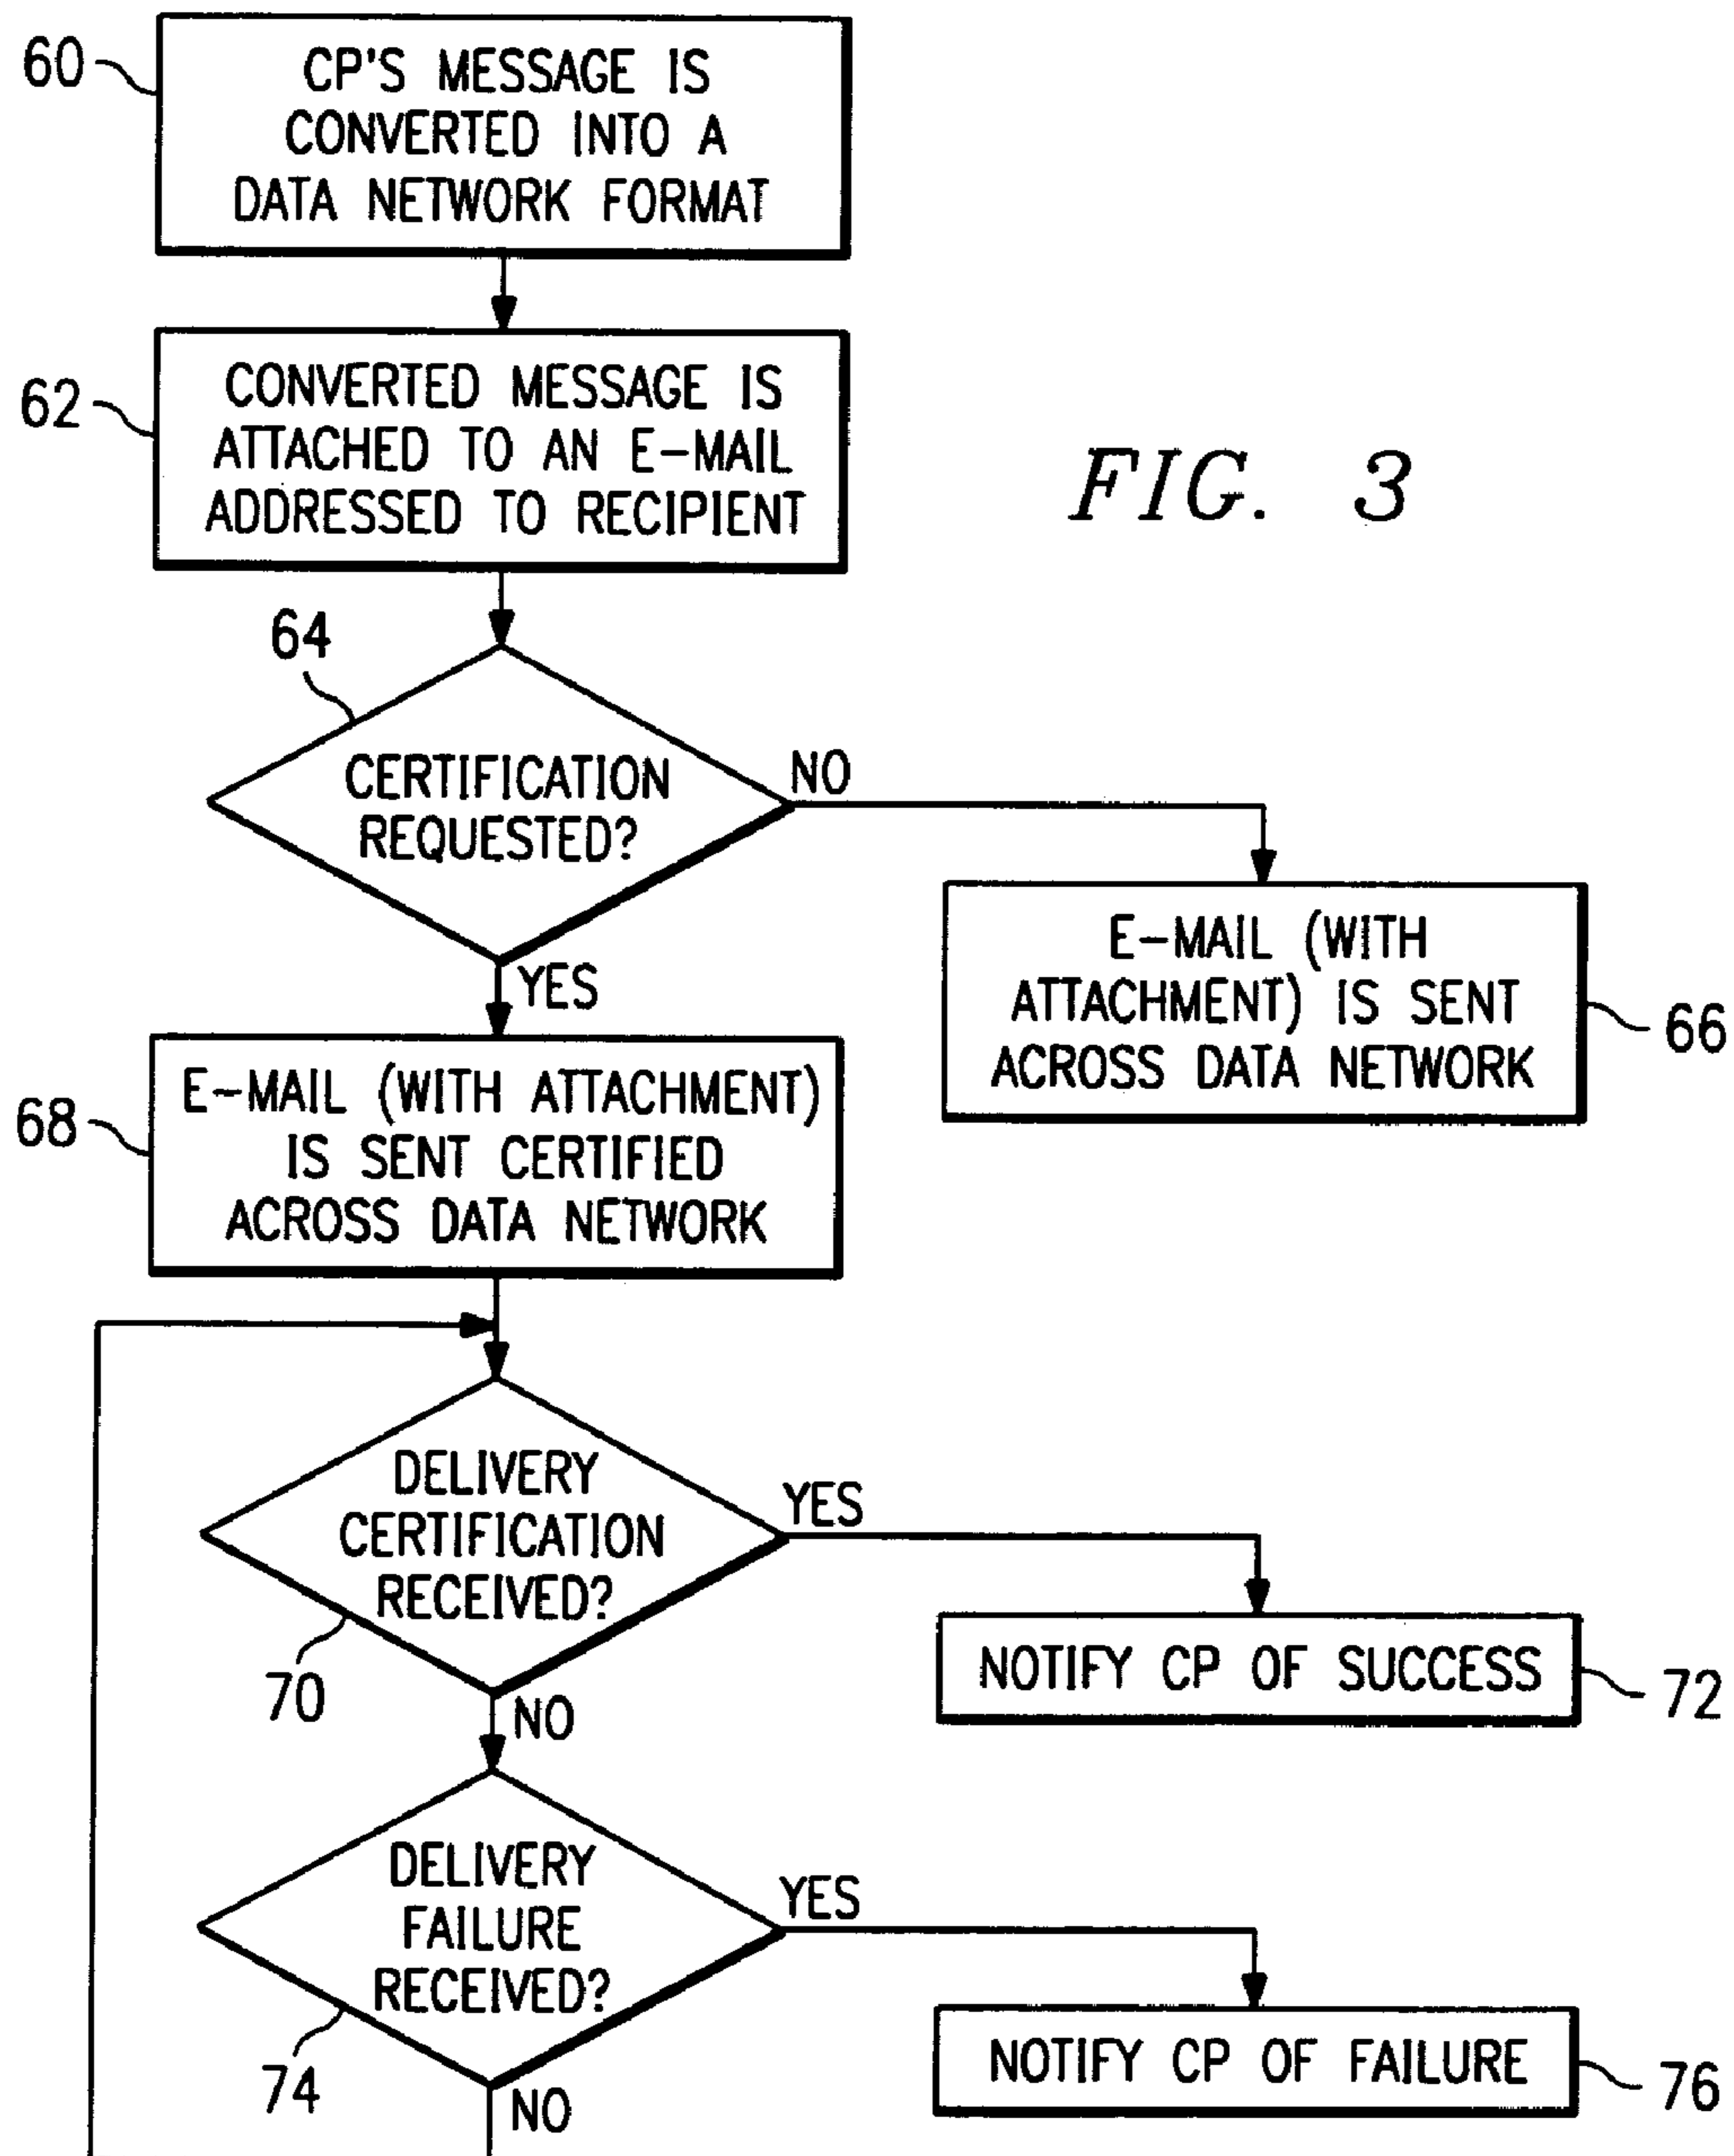 60
CP'S MESSAGE IS
CONVERTED INTO A
DATA NETWORK FORMAT
62
CONVERTED MESSAGE IS
ATTACHED TO AN E-MAIL
ADDRESSED TO RECIPIENT
FIG. 3
64
CERTIFICATION
REQUESTED?
NO
YES
E-MAIL (WITH
ATTACHMENT) IS SENT
ACROSS DATA NETWORK
66
68
E-MAIL (WITH ATTACHMENT)
IS SENT CERTIFIED
ACROSS DATA NETWORK
DELIVERY
CERTIFICATION
RECEIVED?
YES
70
NO
NOTIFY CP OF SUCCESS
72
DELIVERY
FAILURE
RECEIVED?
YES
74
NO
NOTIFY CP OF FAILURE
76